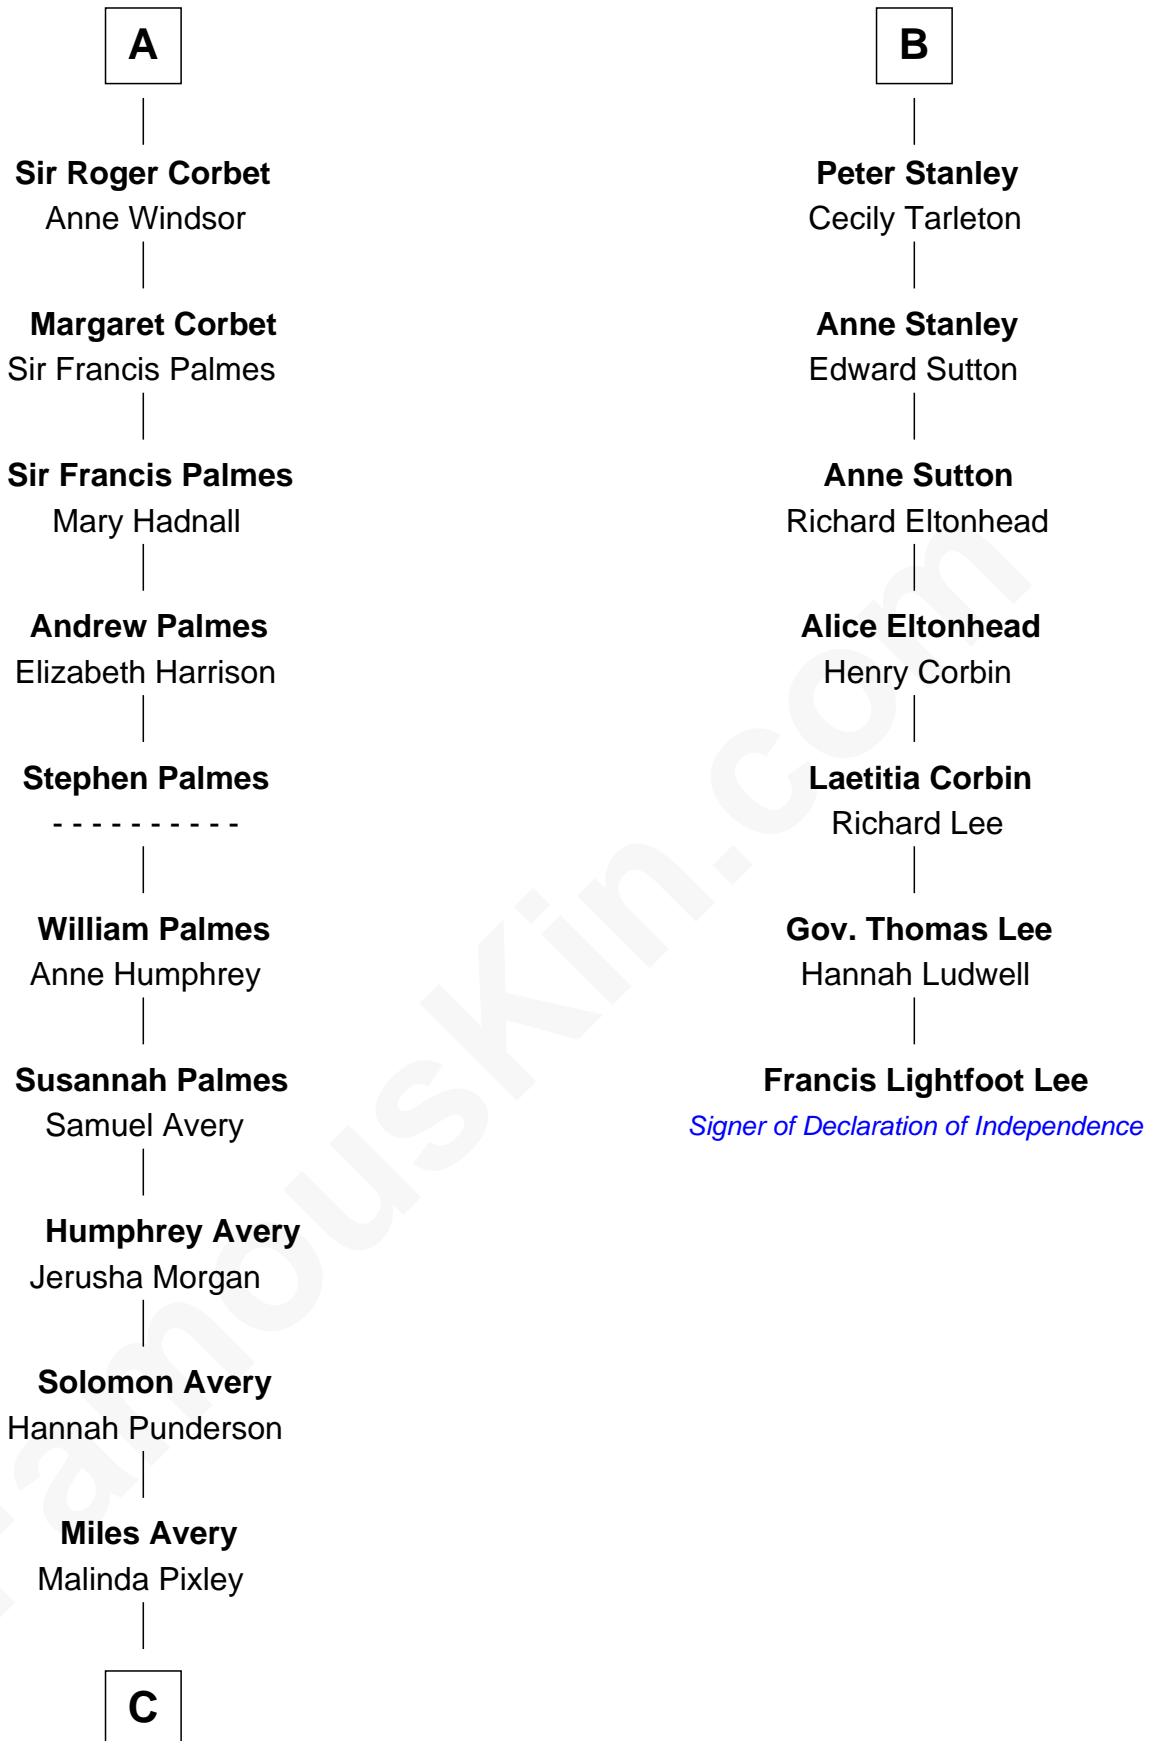 A
Sir Roger Corbet
Anne Windsor
Margaret Corbet
Sir Francis Palmes
Sir Francis Palmes
Mary Hadnall
Andrew Palmes
Elizabeth Harrison
Stephen Palmes
- - - - - - - - - -
William Palmes
Anne Humphrey
Susannah Palmes
Samuel Avery
Humphrey Avery
Jerusha Morgan
Solomon Avery
Hannah Punderson
Miles Avery
Malinda Pixley
C
B
Peter Stanley
Cecily Tarleton
Anne Stanley
Edward Sutton
Anne Sutton
Richard Eltonhead
Alice Eltonhead
Henry Corbin
Laetitia Corbin
Richard Lee
Gov. Thomas Lee
Hannah Ludwell
Francis Lightfoot Lee
Signer of Declaration of Independence
FamousKin.com